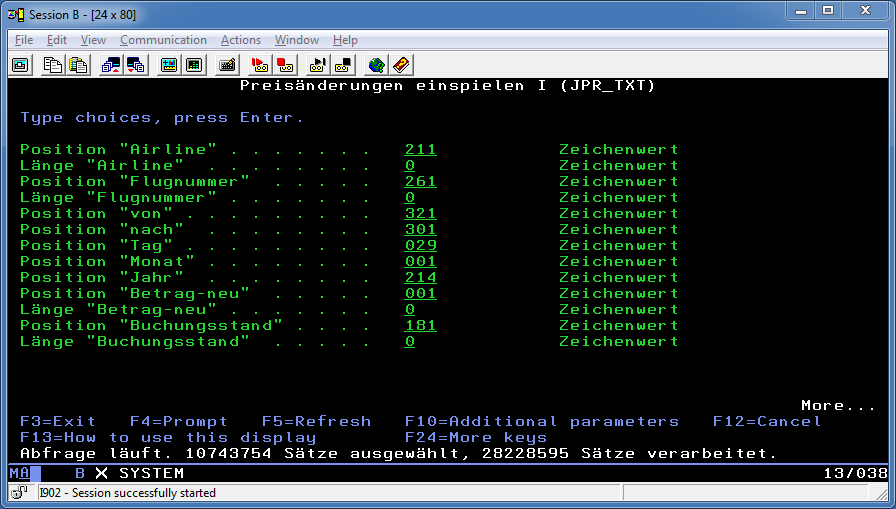 Session B - [24 x 80]
File Edit View Communication Actions Window Help
Preisänderungen einspielen I (JPR_TXT)
Type choices, press Enter.
Position "Airline" . . . . . . . 211 Zeichenwert
Länge "Airline" . . . . . . . . 0 Zeichenwert
Position "Flugnummer" . . . . . 261 Zeichenwert
Länge "Flugnummer" . . . . . . . 0 Zeichenwert
Position "von" . . . . . . . . . 321 Zeichenwert
Position "nach" . . . . . . . . 301 Zeichenwert
Position "Tag" . . . . . . . . . 029 Zeichenwert
Position "Monat" . . . . . . . . 001 Zeichenwert
Position "Jahr" . . . . . . . . 214 Zeichenwert
Position "Betrag-neu" . . . . . 001 Zeichenwert
Länge "Betrag-neu" . . . . . . . 0 Zeichenwert
Position "Buchungsstand" . . . . 181 Zeichenwert
Länge "Buchungsstand" . . . . . 0 Zeichenwert
More...
F3=Exit F4=Prompt F5=Refresh F10=Additional parameters F12=Cancel
F13=How to use this display F24=More keys
Abfrage läuft. 10743754 Sätze ausgewählt, 28228595 Sätze verarbeitet.
MA B X SYSTEM 13/038
I902 - Session successfully started